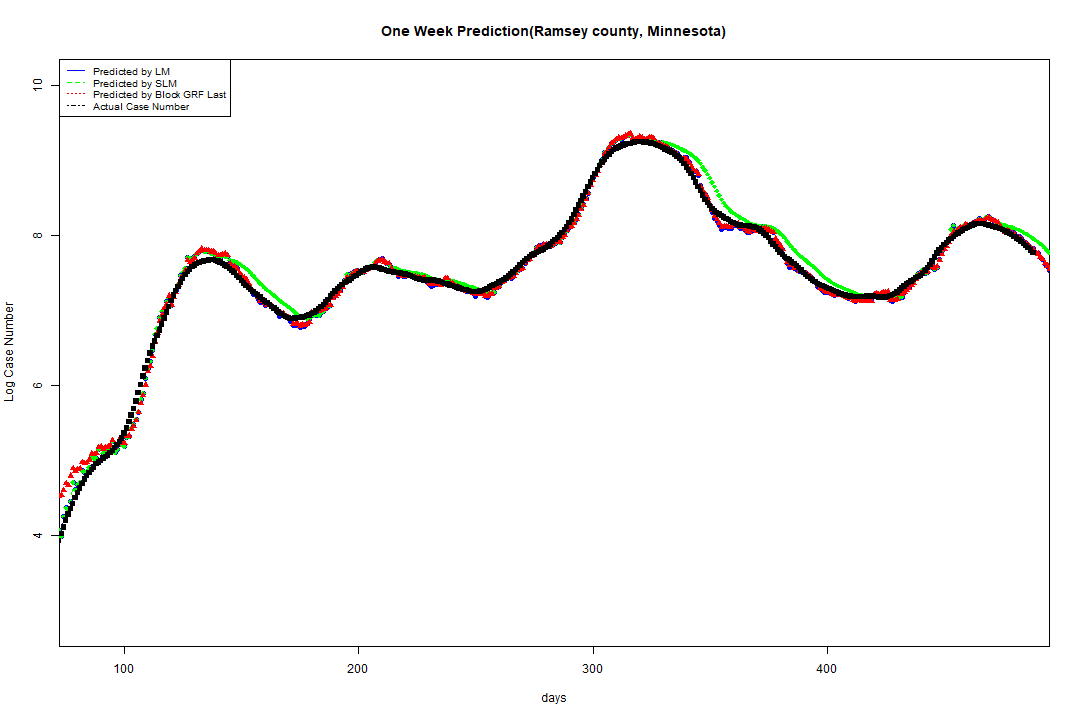 One Week Prediction(Ramsey county, Minnesota)
Predicted by LM
Predicted by SLM
Predicted by Block GRF Last
Actual Case Number
10
8
6
4
Log Case Number
100 200 300 400
days